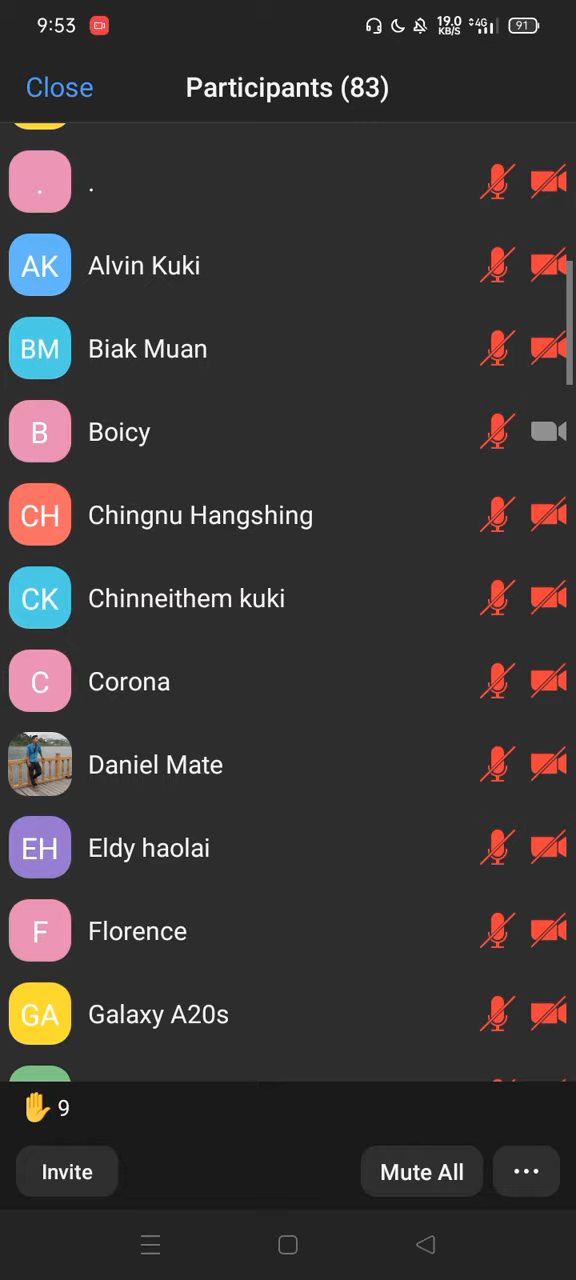 9:53 19.0 KB/S 4G 91
Close Participants (83)
. .
AK Alvin Kuki
BM Biak Muan
B Boicy
CH Chingnu Hangshing
CK Chinneithem kuki
C Corona
Daniel Mate
EH Eldy haolai
F Florence
GA Galaxy A20s
9
Invite Mute All ...